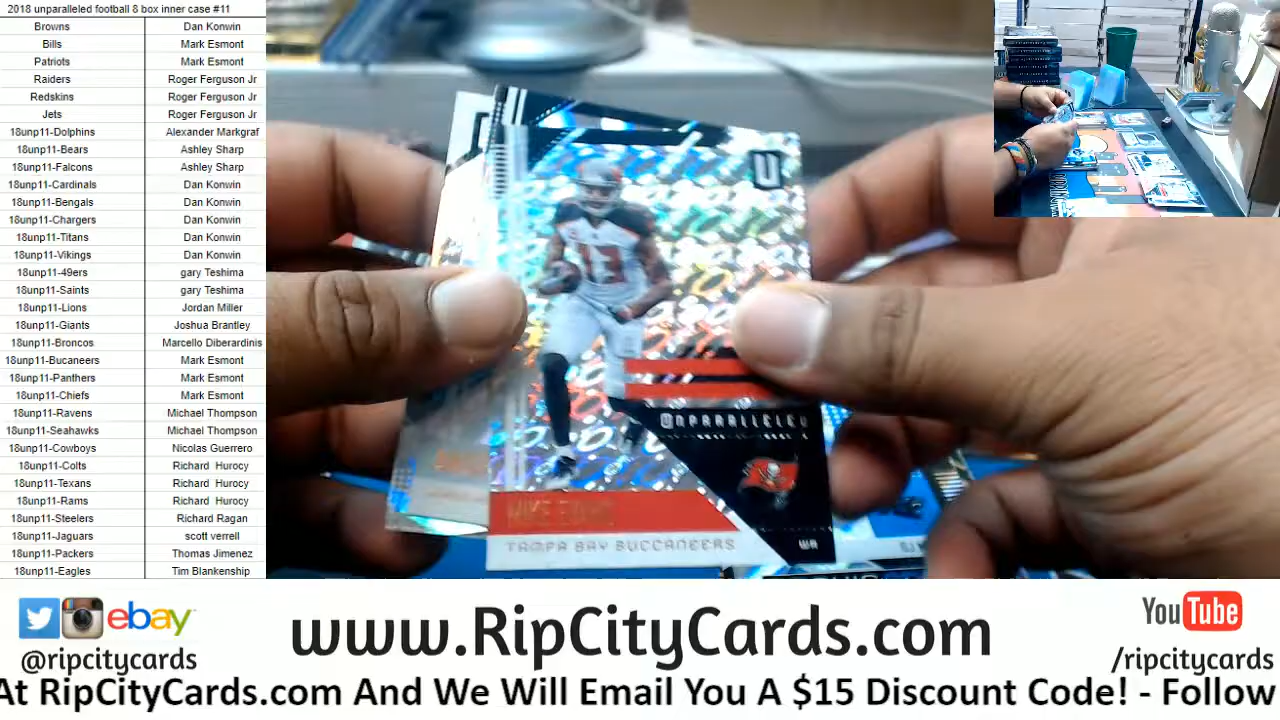 2018 unparalleled football 8 box inner case #11
Browns Dan Konwin
Bills Mark Esmont
Patriots Mark Esmont
Raiders Roger Ferguson Jr
Redskins Roger Ferguson Jr
Jets Roger Ferguson Jr
18unp11-Dolphins Alexander Markgraf
18unp11-Bears Ashley Sharp
18unp11-Falcons Ashley Sharp
18unp11-Cardinals Dan Konwin
18unp11-Bengals Dan Konwin
18unp11-Chargers Dan Konwin
18unp11-Titans Dan Konwin
18unp11-Vikings Dan Konwin
18unp11-49ers gary Teshima
18unp11-Saints gary Teshima
18unp11-Lions Jordan Miller
18unp11-Giants Joshua Brantley
18unp11-Broncos Marcello Diberardinis
18unp11-Bucaneers Mark Esmont
18unp11-Panthers Mark Esmont
18unp11-Chiefs Mark Esmont
18unp11-Ravens Michael Thompson
18unp11-Seahawks Michael Thompson
18unp11-Cowboys Nicolas Guerrero
18unp11-Colts Richard Hurocy
18unp11-Texans Richard Hurocy
18unp11-Rams Richard Hurocy
18unp11-Steelers Richard Ragan
18unp11-Jaguars scott verrell
18unp11-Packers Thomas Jimenez
18unp11-Eagles Tim Blankenship
U
13
UNPARALLELED
MIKE EVANS
TAMPA BAY BUCCANEERS
WR
ebay
@ripcitycards
www.RipCityCards.com
YouTube
/ripcitycards
At RipCityCards.com And We Will Email You A $15 Discount Code! - Follow